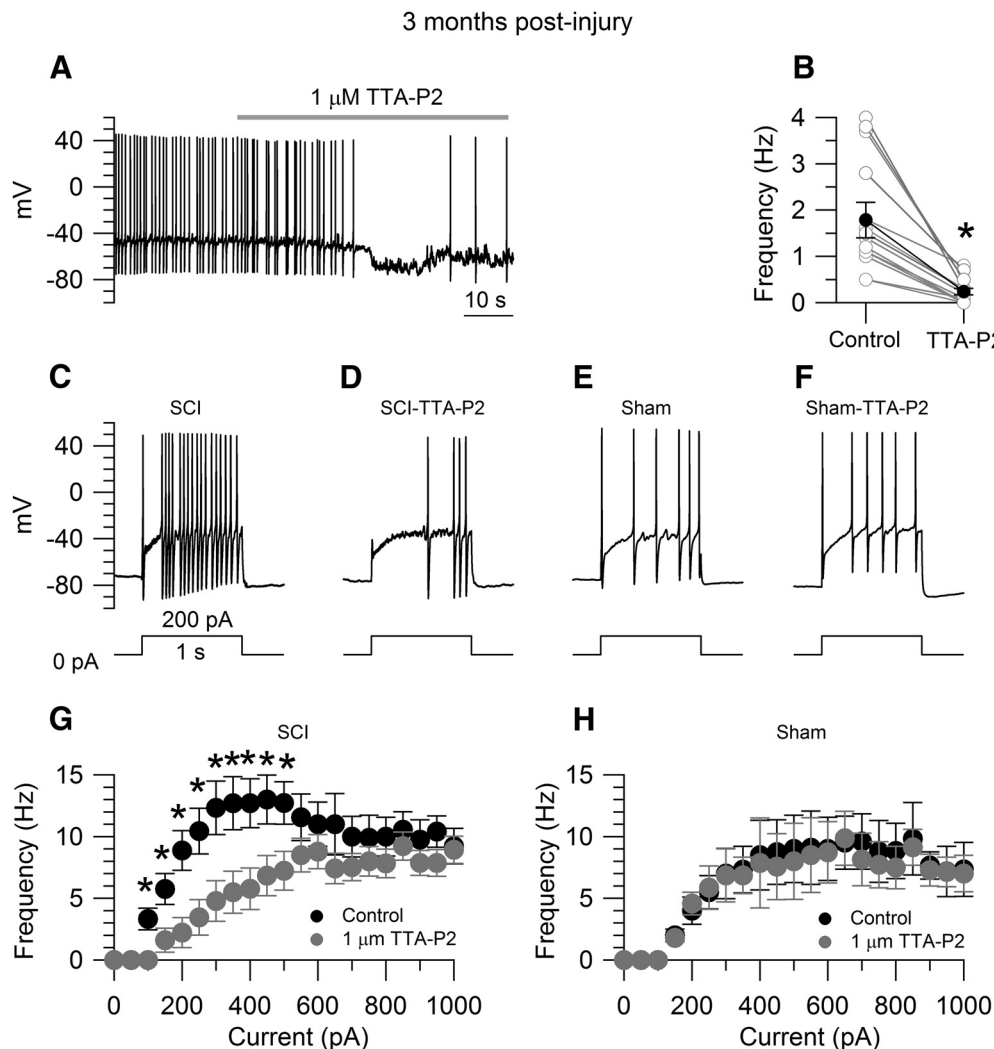 3 months post-injury
A
B
1 μM TTA-P2
40
0
-40
-80
mV
10 s
4
3
2
1
0
Frequency (Hz)
*
Control
TTA-P2
C
D
E
F
SCI
SCI-TTA-P2
Sham
Sham-TTA-P2
40
0
-40
-80
mV
200 pA
0 pA
1 s
G
H
SCI
Sham
* * * * * * * * *
15
10
5
0
Frequency (Hz)
Control
1 μm TTA-P2
0 200 400 600 800 1000
Current (pA)
15
10
5
0
Frequency (Hz)
Control
1 μm TTA-P2
0 200 400 600 800 1000
Current (pA)